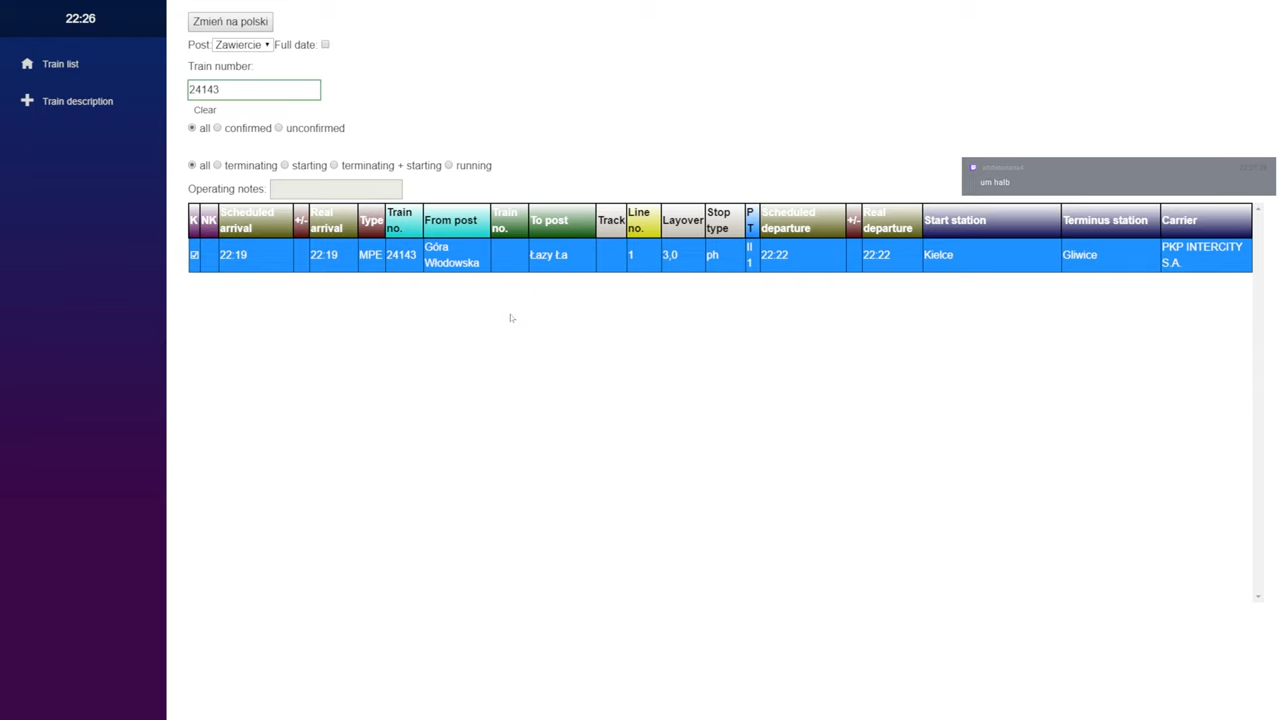 22:26
Train list
Train description
Zmień na polski
Post: Zawiercie Full date:
Train number:
24143
Clear
all confirmed unconfirmed
all terminating starting terminating + starting running
Operating notes:
um halb
K NK Scheduled arrival +/- Real arrival Type Train no. From post Train no. To post Track Line no. Layover Stop type P T Scheduled departure +/- Real departure Start station Terminus station Carrier
22:19 22:19 MPE 24143 Góra Włodowska Łazy Ła 1 3,0 ph II 1 22:22 22:22 Kielce Gliwice PKP INTERCITY S.A.